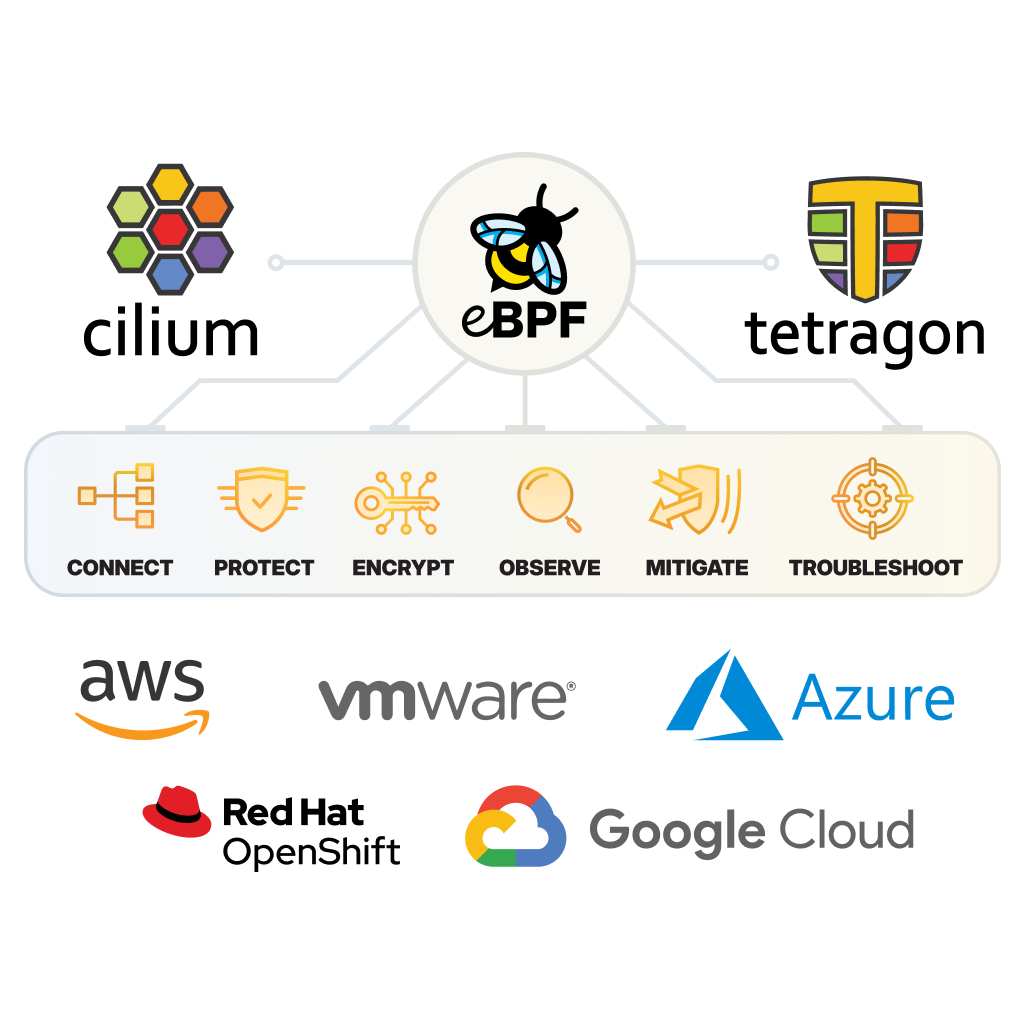 eBPF
cilium
tetragon
CONNECT
PROTECT
ENCRYPT
OBSERVE
MITIGATE
TROUBLESHOOT
aws
vmware®
Azure
Red Hat
OpenShift
Google Cloud